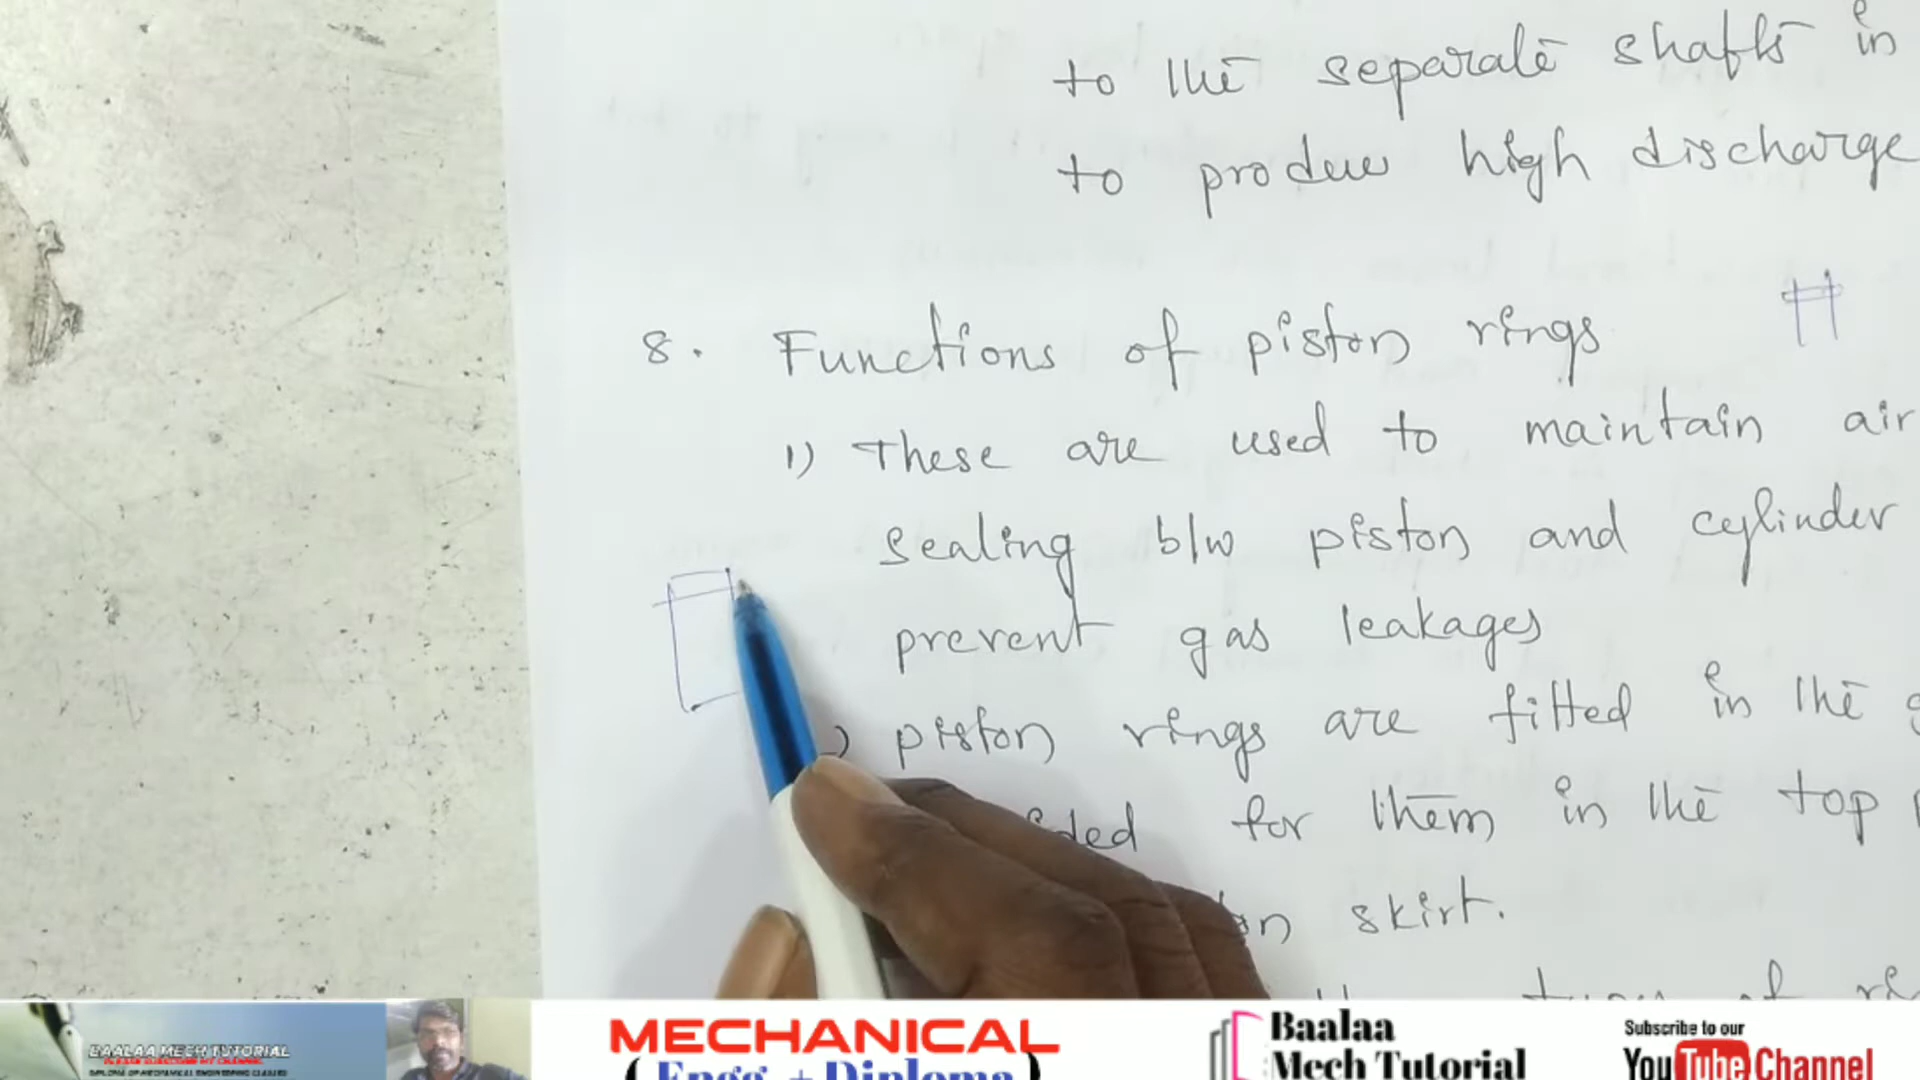 to the separate shafts in
to produce high discharge
8. Functions of piston rings
1) These are used to maintain air
Sealing b/w piston and cylinder
prevent gas leakages
) piston rings are fitted in the
for them in the top
skirt.
BAALAA MECH TUTORIAL
MECHANICAL
( Engg. + Diploma )
Baalaa
Mech Tutorial
Subscribe to our
YouTube Channel